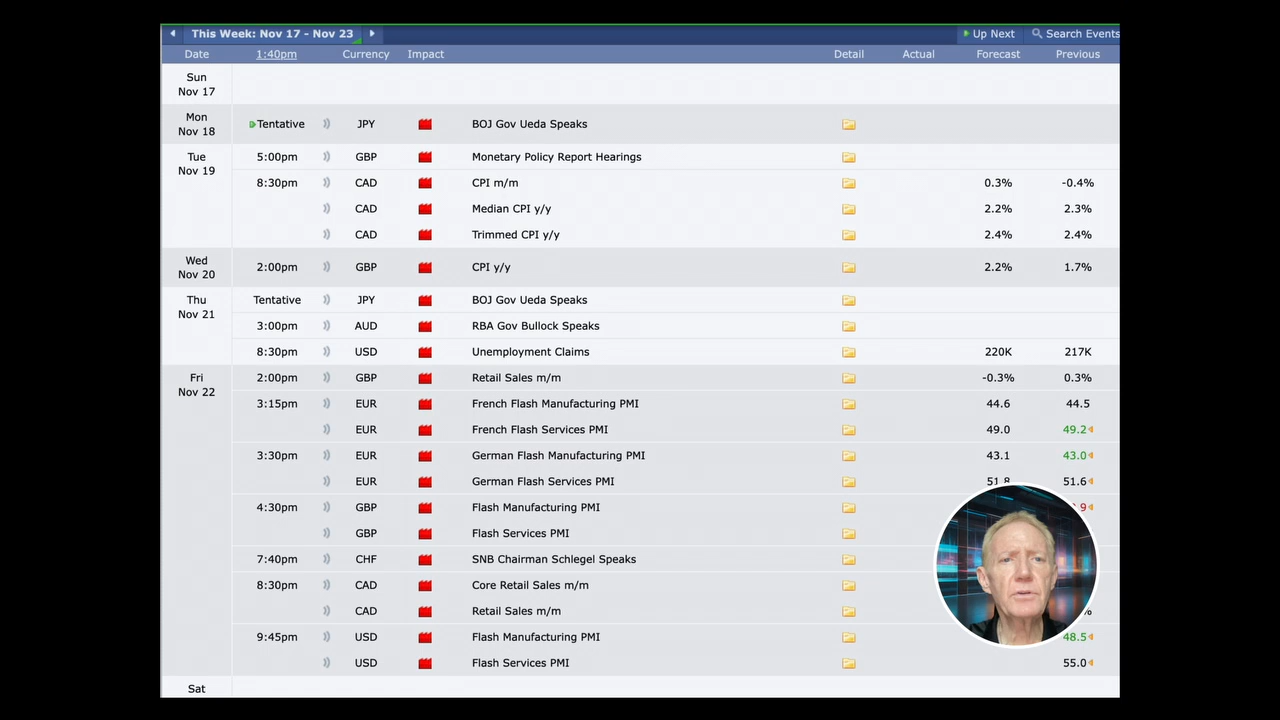 This Week: Nov 17 - Nov 23 Up Next Search Events
Date 1:40pm Currency Impact Detail Actual Forecast Previous
Sun
Nov 17
Mon
Nov 18
Tentative JPY BOJ Gov Ueda Speaks
Tue
Nov 19
5:00pm GBP Monetary Policy Report Hearings
8:30pm CAD CPI m/m 0.3% -0.4%
CAD Median CPI y/y 2.2% 2.3%
CAD Trimmed CPI y/y 2.4% 2.4%
Wed
Nov 20
2:00pm GBP CPI y/y 2.2% 1.7%
Thu
Nov 21
Tentative JPY BOJ Gov Ueda Speaks
3:00pm AUD RBA Gov Bullock Speaks
8:30pm USD Unemployment Claims 220K 217K
Fri
Nov 22
2:00pm GBP Retail Sales m/m -0.3% 0.3%
3:15pm EUR French Flash Manufacturing PMI 44.6 44.5
EUR French Flash Services PMI 49.0 49.2
3:30pm EUR German Flash Manufacturing PMI 43.1 43.0
EUR German Flash Services PMI 51.8 51.6
4:30pm GBP Flash Manufacturing PMI
GBP Flash Services PMI
7:40pm CHF SNB Chairman Schlegel Speaks
8:30pm CAD Core Retail Sales m/m
CAD Retail Sales m/m
9:45pm USD Flash Manufacturing PMI 48.5
USD Flash Services PMI 55.0
Sat